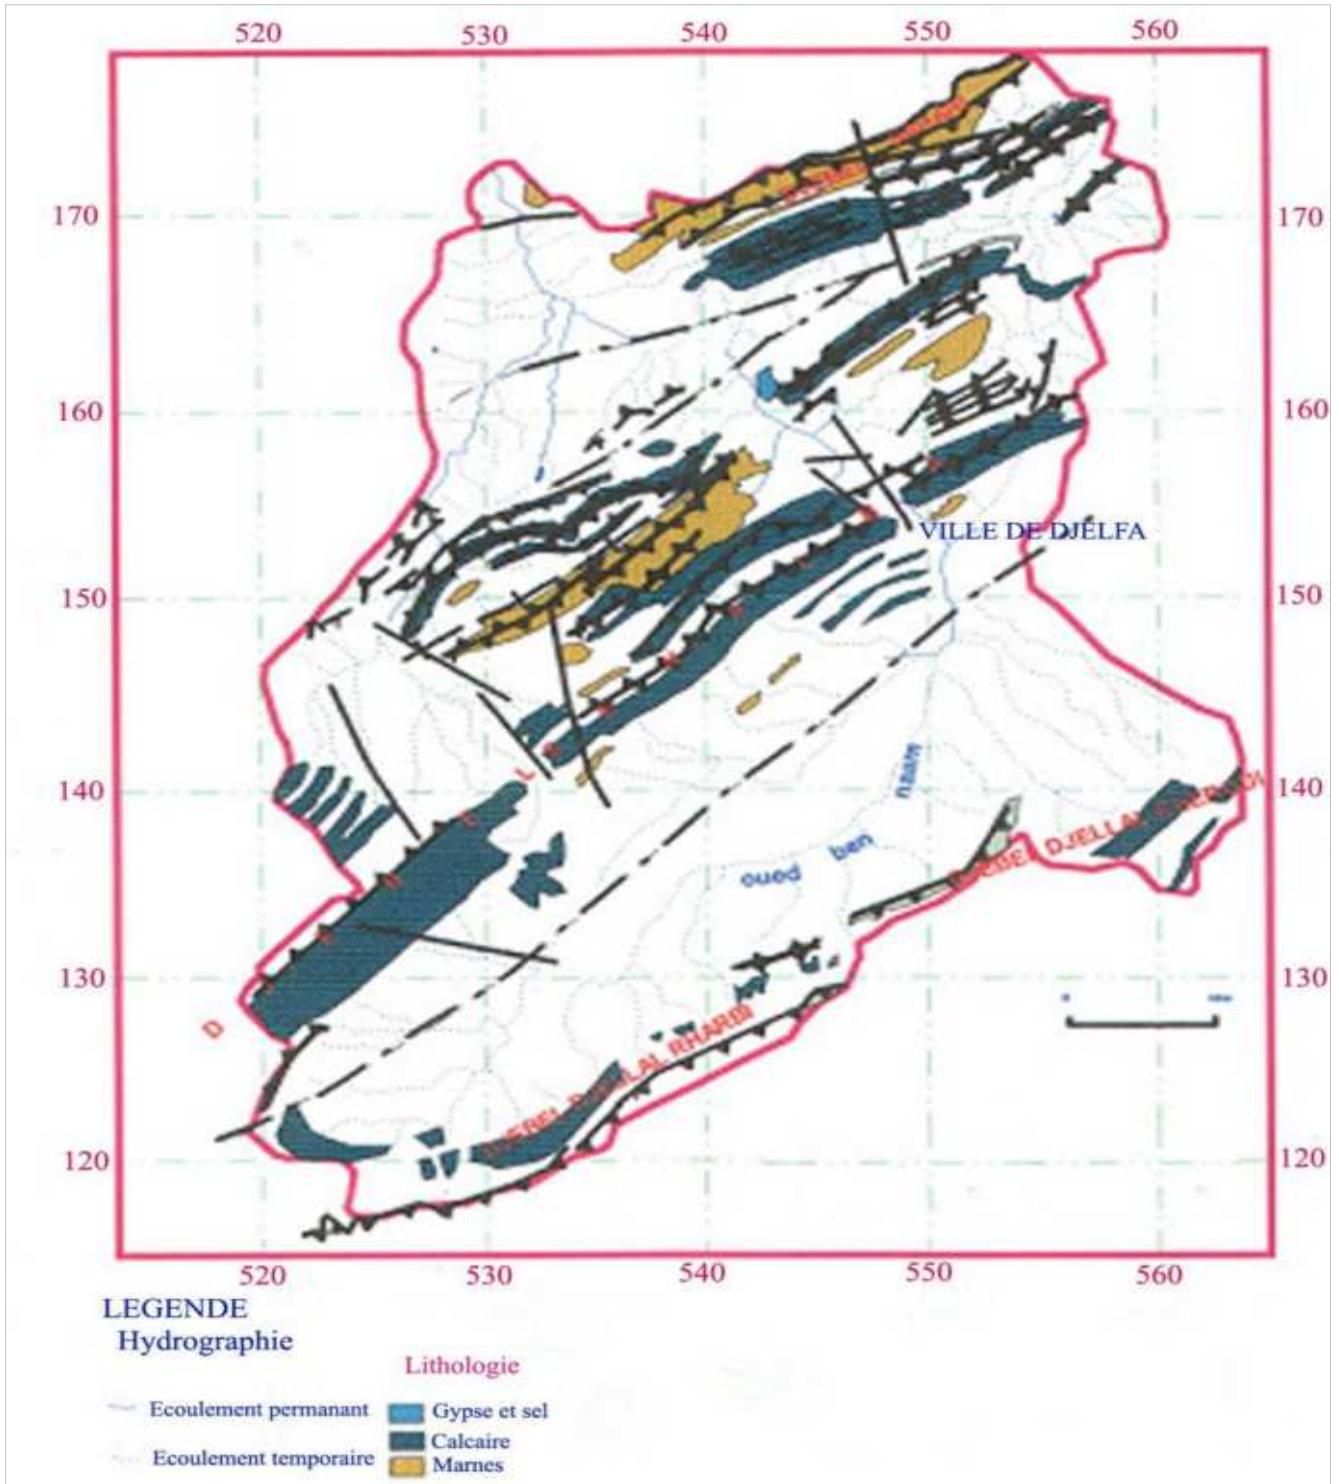 520 530 540 550 560
170 170
160 160
VILLE DE DJELFA
150 150
naam
140 140
ben
oued
DJELLAL
130 130
D
RHARBI
120 120
520 530 540 550 560
LEGENDE
Hydrographie
Lithologie
Ecoulement permanant
Gypse et sel
Calcaire
Ecoulement temporaire
Marnes